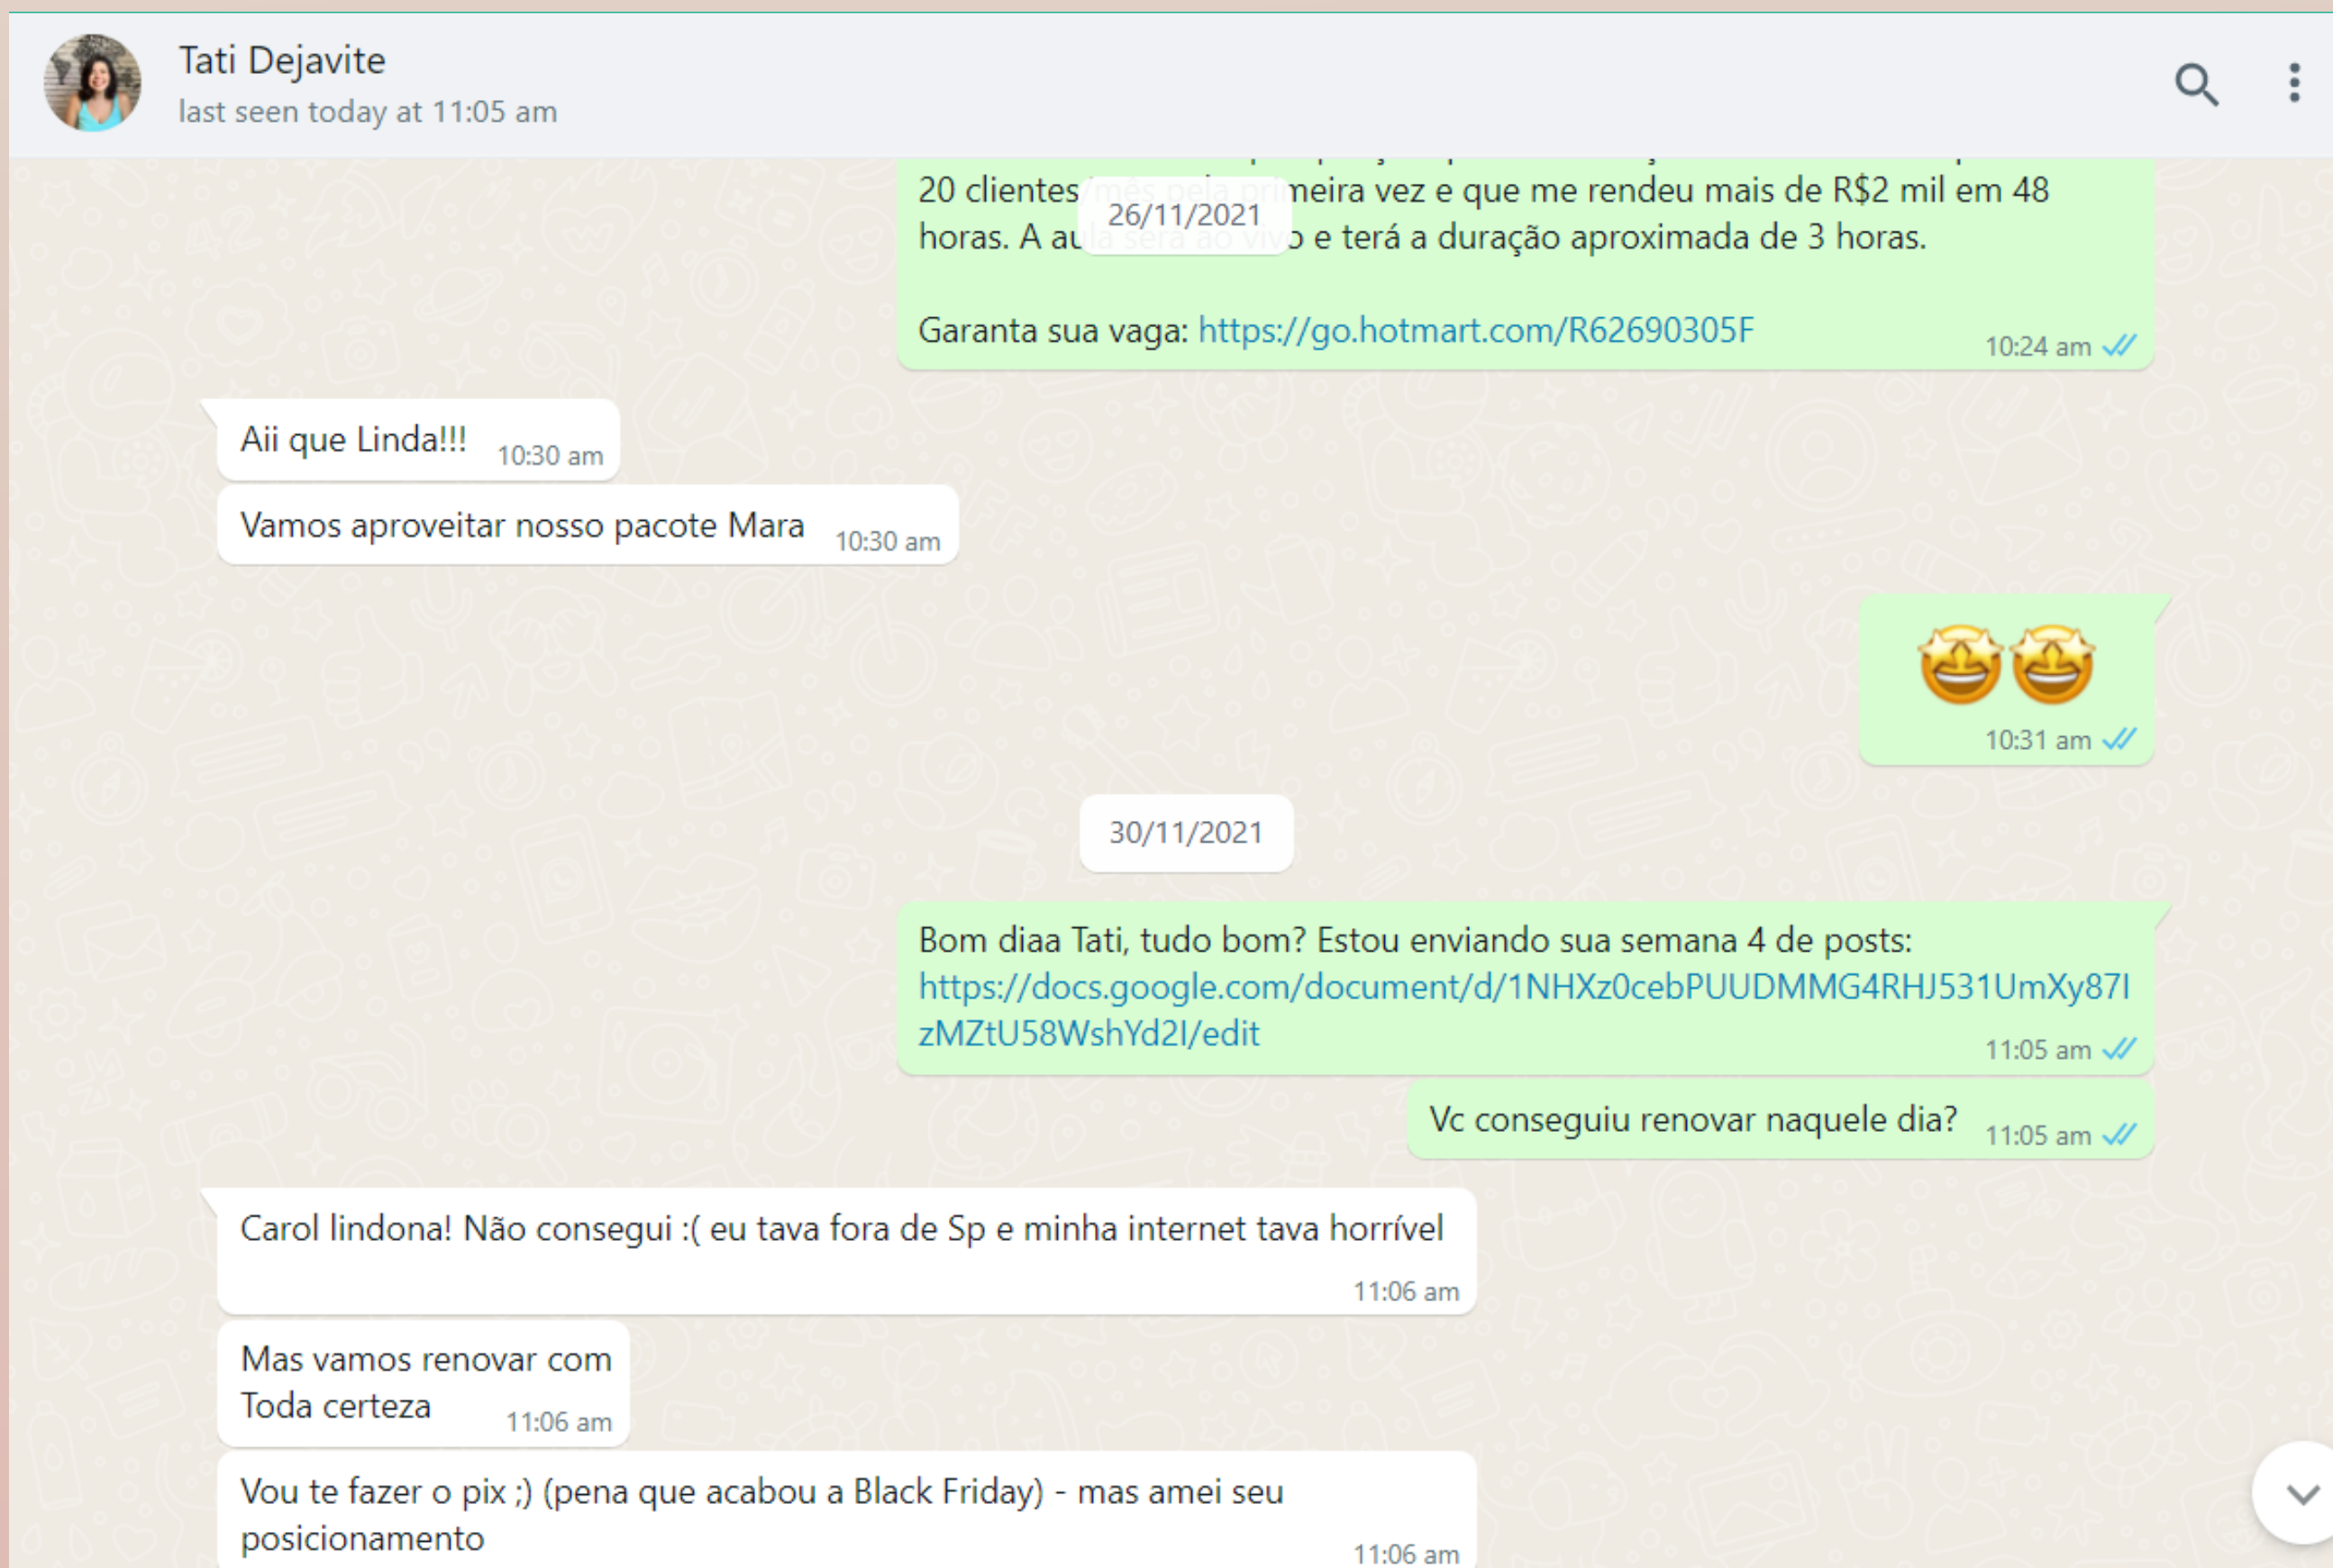 Tati Dejavite
last seen today at 11:05 am
26/11/2021
20 clientes/mês pela primeira vez e que me rendeu mais de R$2 mil em 48
horas. A aula será ao vivo e terá a duração aproximada de 3 horas.
Garanta sua vaga: https://go.hotmart.com/R62690305F
10:24 am
Aii que Linda!!! 10:30 am
Vamos aproveitar nosso pacote Mara 10:30 am
10:31 am
30/11/2021
Bom diaa Tati, tudo bom? Estou enviando sua semana 4 de posts:
https://docs.google.com/document/d/1NHXz0cebPUUDMMG4RHJ531UmXy87I
zMZtU58WshYd2I/edit
11:05 am
Vc conseguiu renovar naquele dia? 11:05 am
Carol lindona! Não consegui :( eu tava fora de Sp e minha internet tava horrível
11:06 am
Mas vamos renovar com
Toda certeza 11:06 am
Vou te fazer o pix ;) (pena que acabou a Black Friday) - mas amei seu
posicionamento
11:06 am